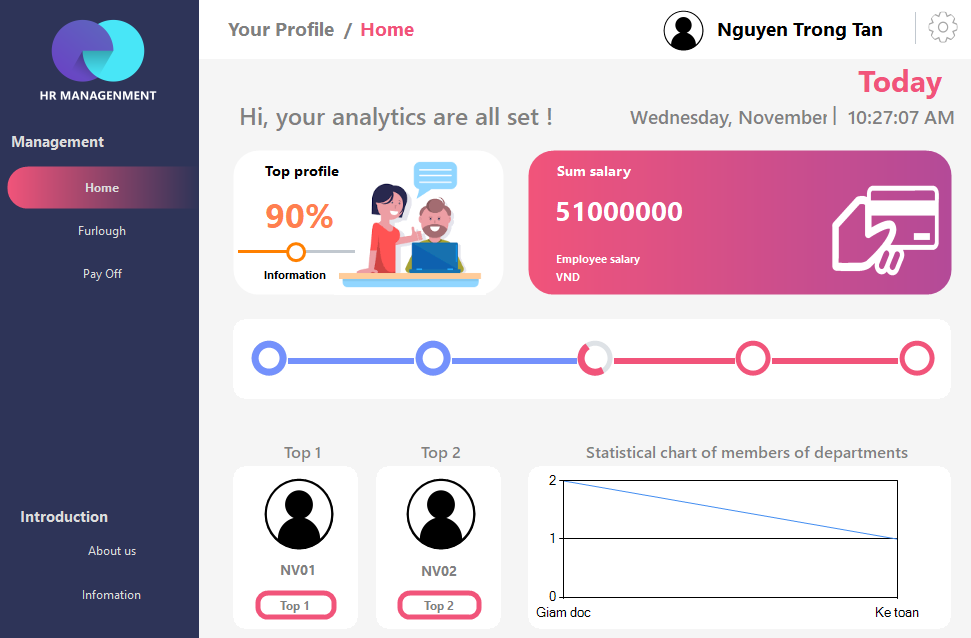 HR MANAGENMENT
Management
Home
Furlough
Pay Off
Introduction
About us
Infomation
Your Profile / Home
Nguyen Trong Tan
Today
Hi, your analytics are all set !
Wednesday, November 10:27:07 AM
Top profile
90%
Information
Sum salary
51000000
Employee salary
VND
Top 1
NV01
Top 1
Top 2
NV02
Top 2
Statistical chart of members of departments
2
1
0
Giam doc
Ke toan